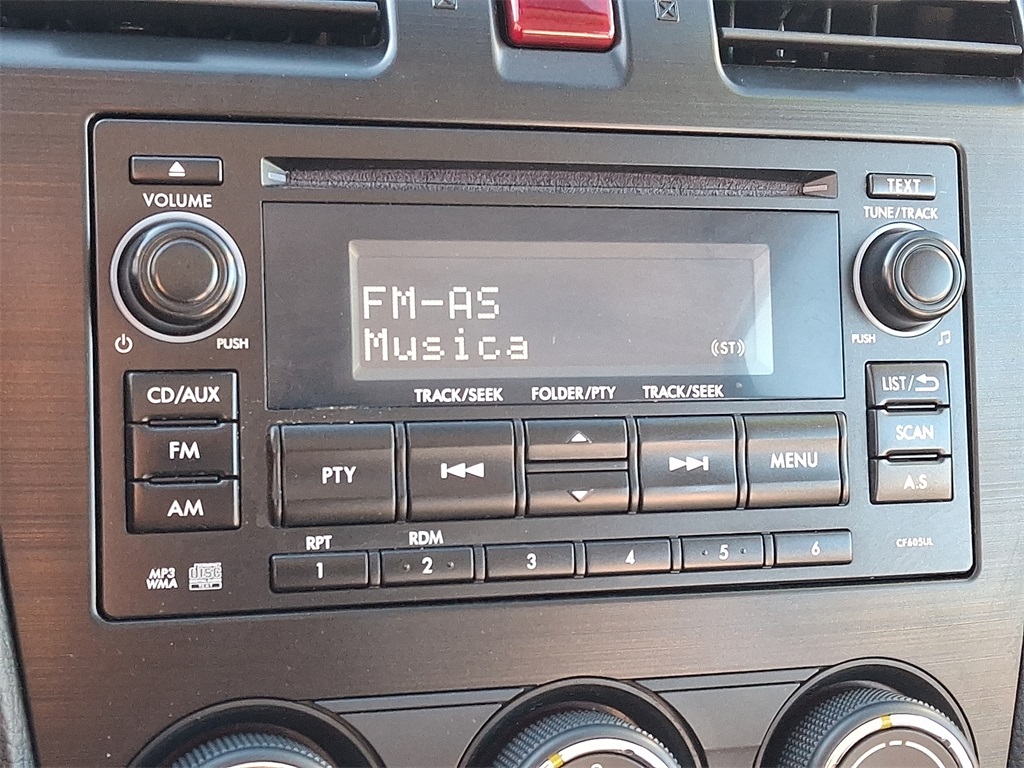 VOLUME
TEXT
TUNE/TRACK
FM-AS
Musica
((ST))
PUSH
PUSH
TRACK/SEEK FOLDER/PTY TRACK/SEEK
CD/AUX
FM
AM
PTY
MENU
LIST/
SCAN
A.S
RPT RDM
1 2 3 4 5 6
MP3
WMA
disc
CF605UL